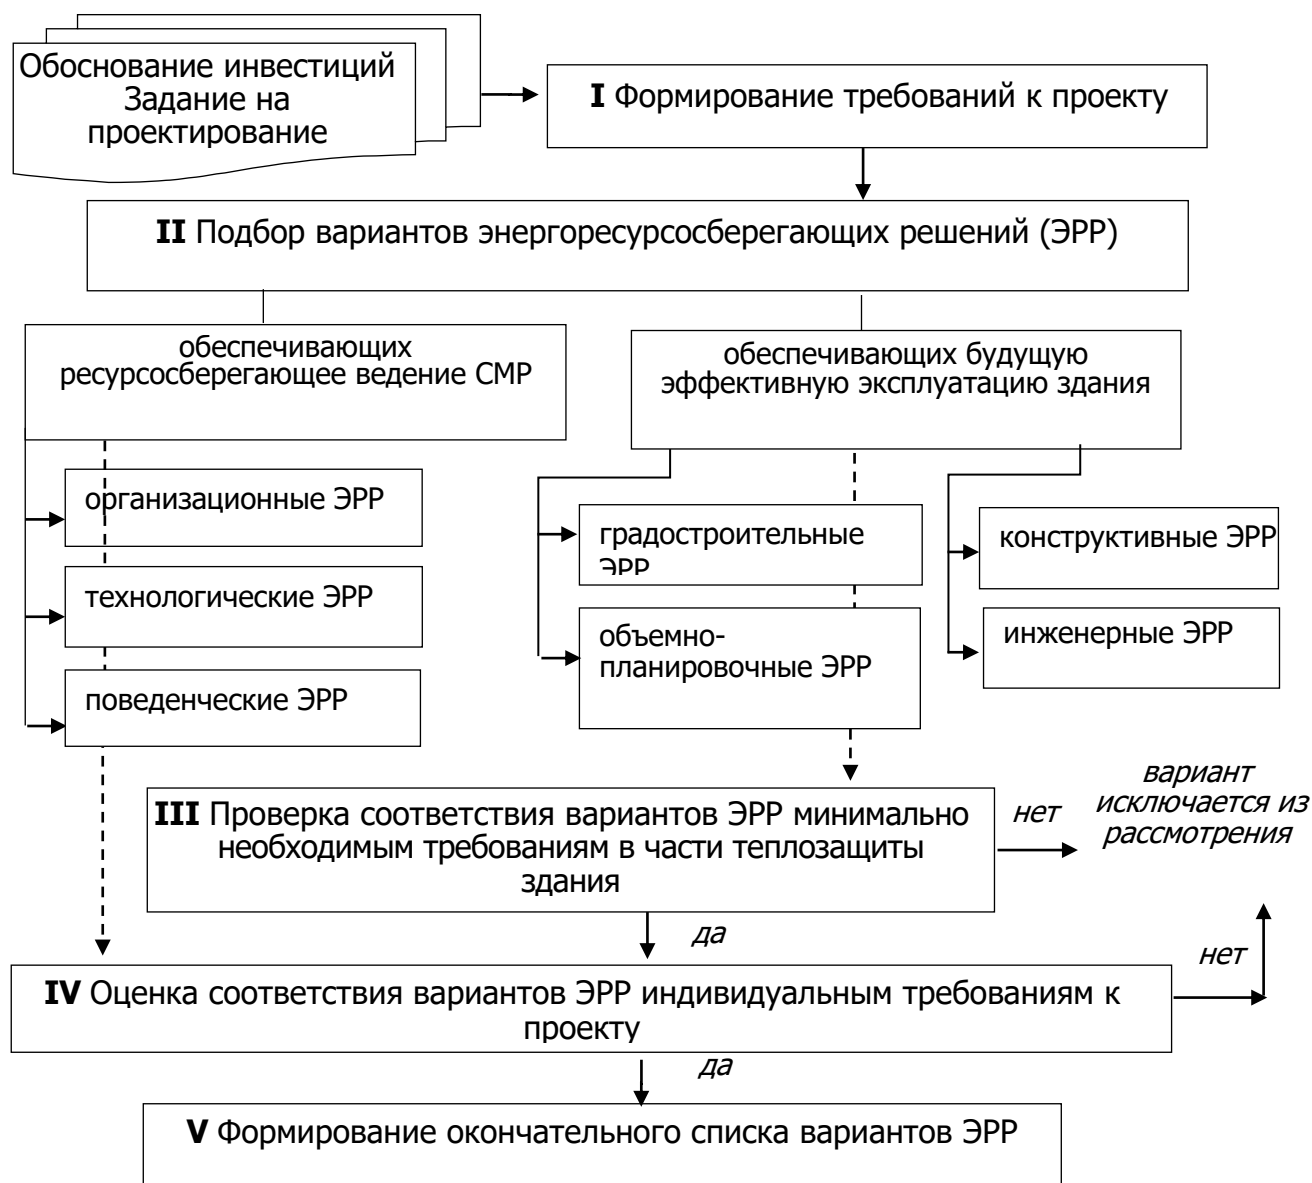 Обоснование инвестиций
Задание на
проектирование
I Формирование требований к проекту
II Подбор вариантов энергоресурсосберегающих решений (ЭРР)
обеспечивающих
ресурсосберегающее ведение СМР
обеспечивающих будущую
эффективную эксплуатацию здания
организационные ЭРР
технологические ЭРР
поведенческие ЭРР
градостроительные
ЭРР
объемно-
планировочные ЭРР
конструктивные ЭРР
инженерные ЭРР
III Проверка соответствия вариантов ЭРР минимально
необходимым требованиям в части теплозащиты
здания
нет
вариант
исключается из
рассмотрения
да
IV Оценка соответствия вариантов ЭРР индивидуальным требованиям к
проекту
нет
да
V Формирование окончательного списка вариантов ЭРР